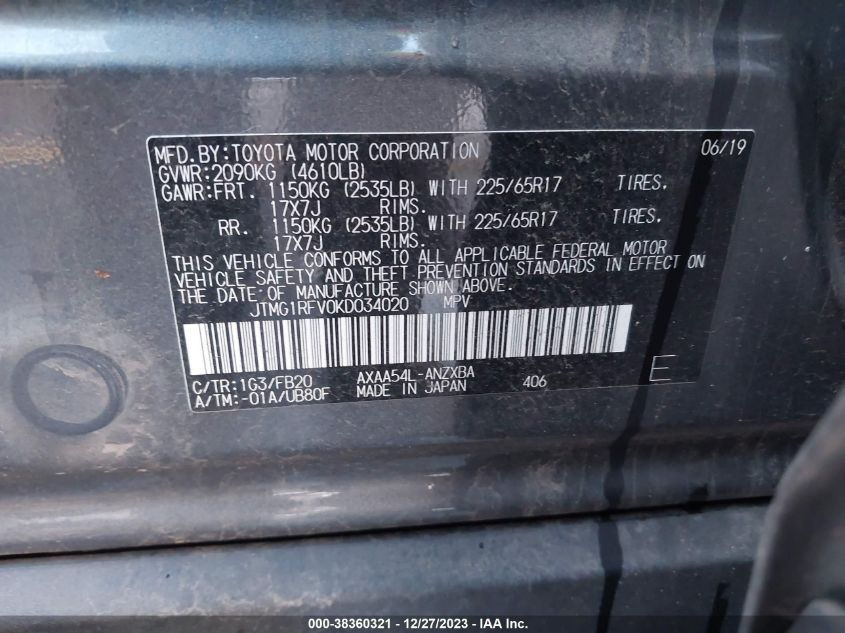 MFD.BY:TOYOTA MOTOR CORPORATION 06/19
GVWR:2090KG (4610LB)
GAWR:FRT. 1150KG (2535LB) WITH 225/65R17 TIRES.
17X7J RIMS.
RR. 1150KG (2535LB) WITH 225/65R17 TIRES.
17X7J RIMS.
THIS VEHICLE CONFORMS TO ALL APPLICABLE FEDERAL MOTOR
VEHICLE SAFETY AND THEFT PREVENTION STANDARDS IN EFFECT ON
THE DATE OF MANUFACTURE SHOWN ABOVE.
JTMG1RFV0KD034020 MPV
C/TR:1G3/FB20 AXAA54L-ANZXBA
A/TM:-01A/UB80F MADE IN JAPAN 406 E
000-38360321 - 12/27/2023 - IAA Inc.